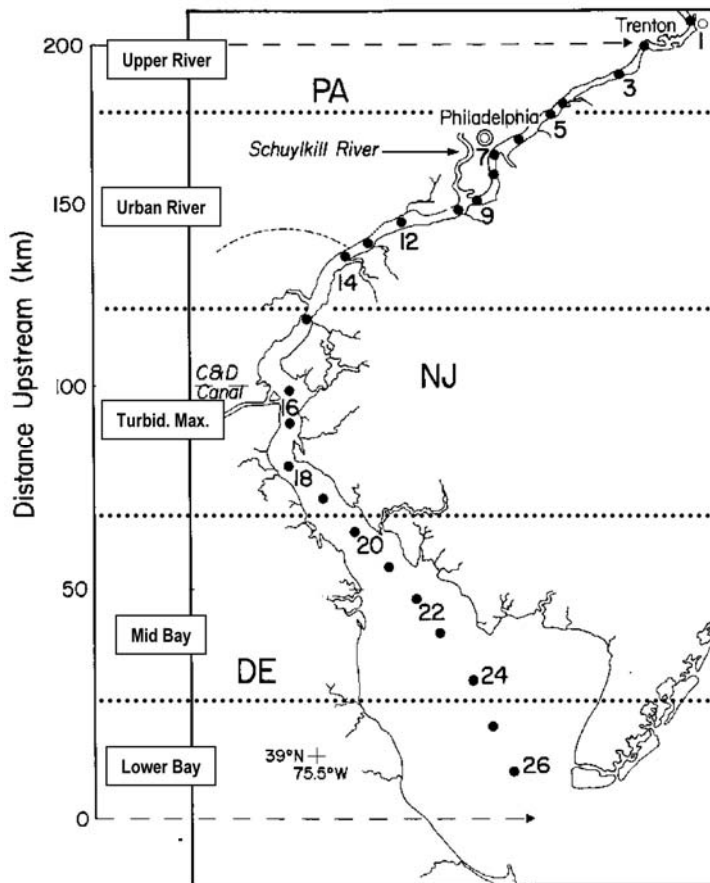 Trenton
1
200
Upper River
3
PA
5
Philadelphia
7
Schuylkill River
150
9
Urban River
12
14
Distance Upstream (km)
C&D
Canal
NJ
100
16
Turbid. Max.
18
20
50
22
Mid Bay
DE
24
39°N
75.5°W
26
Lower Bay
0